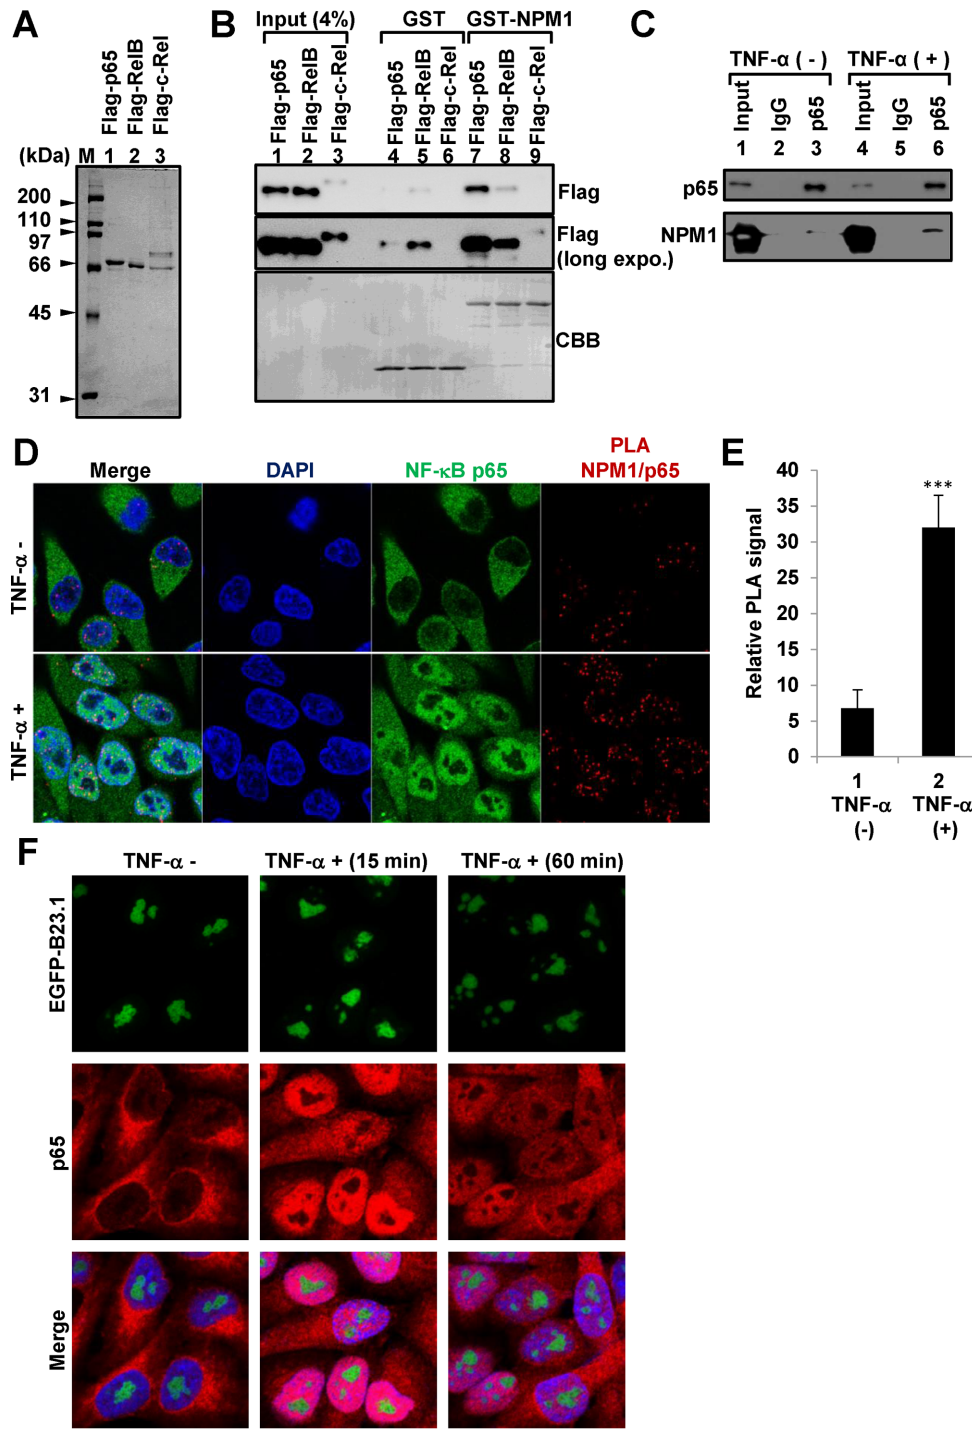 A
Flag-p65
Flag-RelB
Flag-c-Rel
(kDa) M 1 2 3
200
110
97
66
45
31
B
Input (4%) GST GST-NPM1
Flag-p65
Flag-RelB
Flag-c-Rel
Flag-p65
Flag-RelB
Flag-c-Rel
Flag-p65
Flag-RelB
Flag-c-Rel
1 2 3 4 5 6 7 8 9
Flag
Flag
(long expo.)
CBB
C
TNF-α ( - ) TNF-α ( + )
Input
IgG
p65
Input
IgG
p65
1 2 3 4 5 6
p65
NPM1
D
Merge DAPI NF-κB p65 PLA
NPM1/p65
TNF-α -
TNF-α +
E
Relative PLA signal
40
35
30
25
20
15
10
5
0
***
1 2
TNF-α TNF-α
(-) (+)
F
TNF-α - TNF-α + (15 min) TNF-α + (60 min)
EGFP-B23.1
p65
Merge